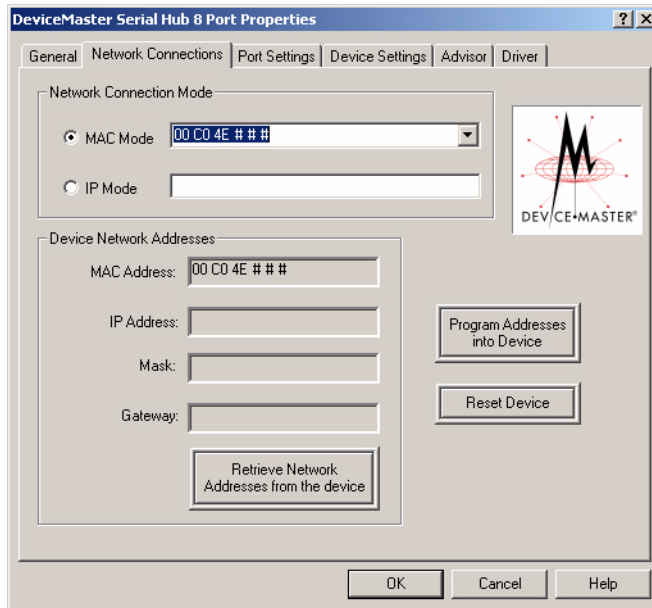 DeviceMaster Serial Hub 8 Port Properties
General Network Connections Port Settings Device Settings Advisor Driver
Network Connection Mode
MAC Mode 00 C0 4E # # #
IP Mode
DEVICE•MASTER®
Device Network Addresses
MAC Address: 00 C0 4E # # #
IP Address:
Mask:
Gateway:
Program Addresses
into Device
Reset Device
Retrieve Network
Addresses from the device
OK Cancel Help